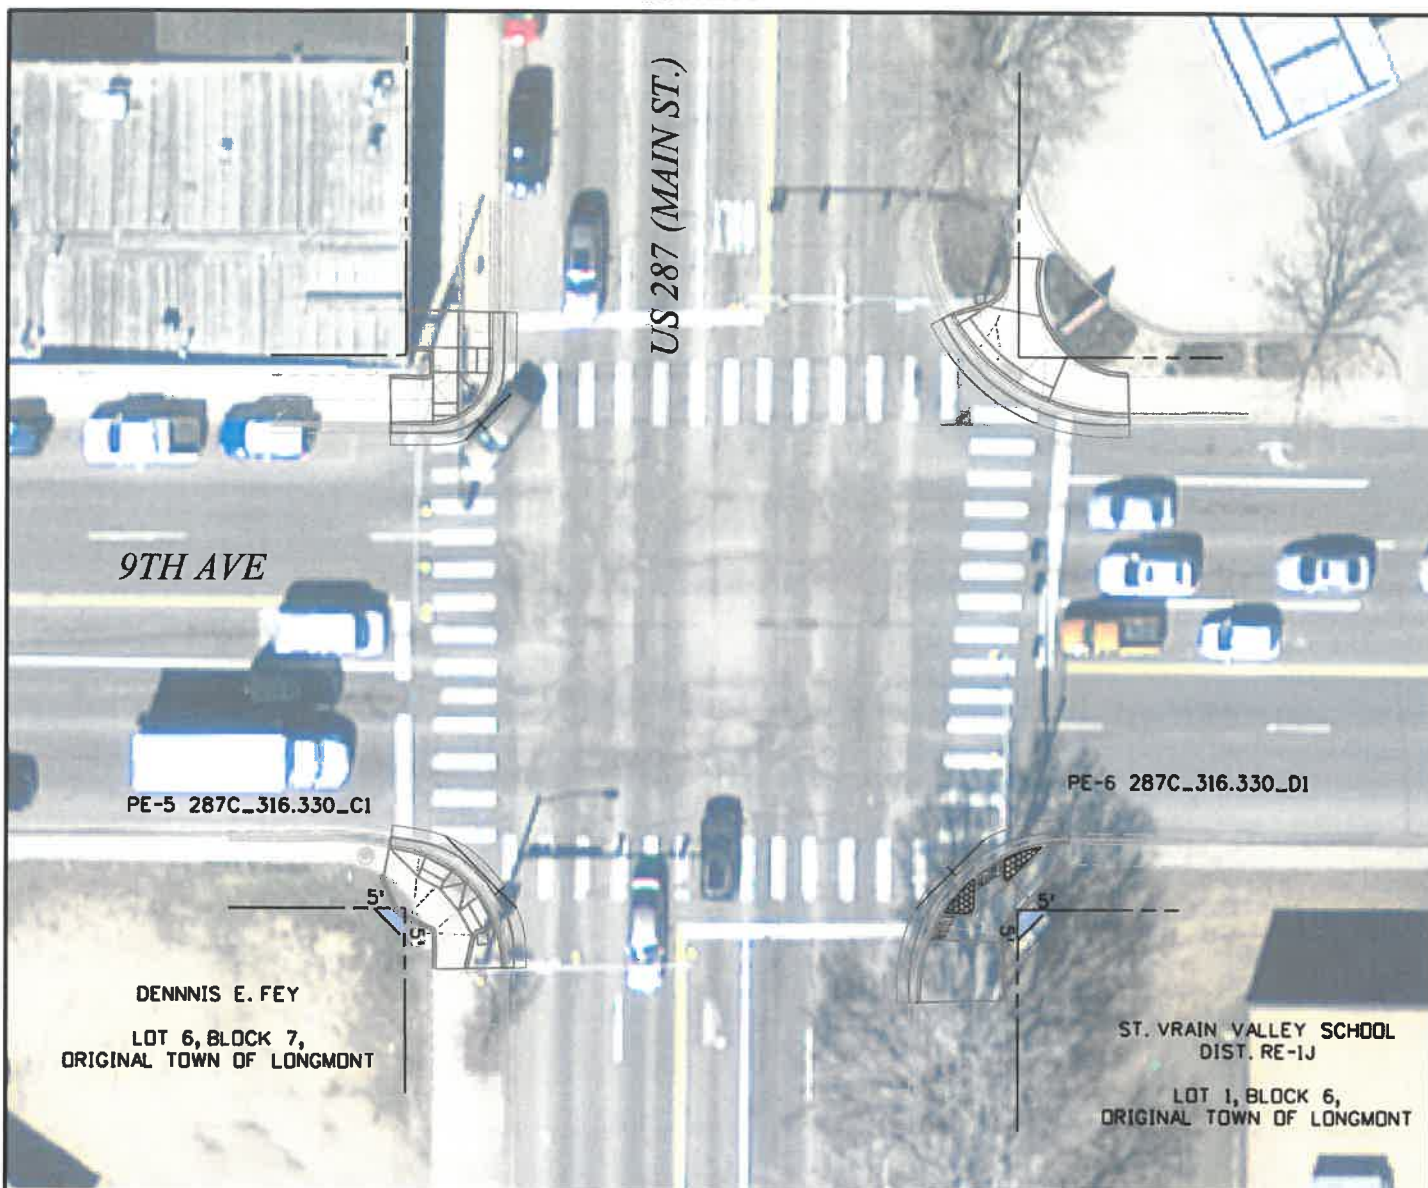 US 287 (MAIN ST.)
9TH AVE
PE-5 287C_316.330_C1
PE-6 287C_316.330_D1
5'
5'
5'
5'
DENNNIS E. FEY
LOT 6, BLOCK 7,
ORIGINAL TOWN OF LONGMONT
ST. VRAIN VALLEY SCHOOL
DIST. RE-1J
LOT 1, BLOCK 6,
ORIGINAL TOWN OF LONGMONT